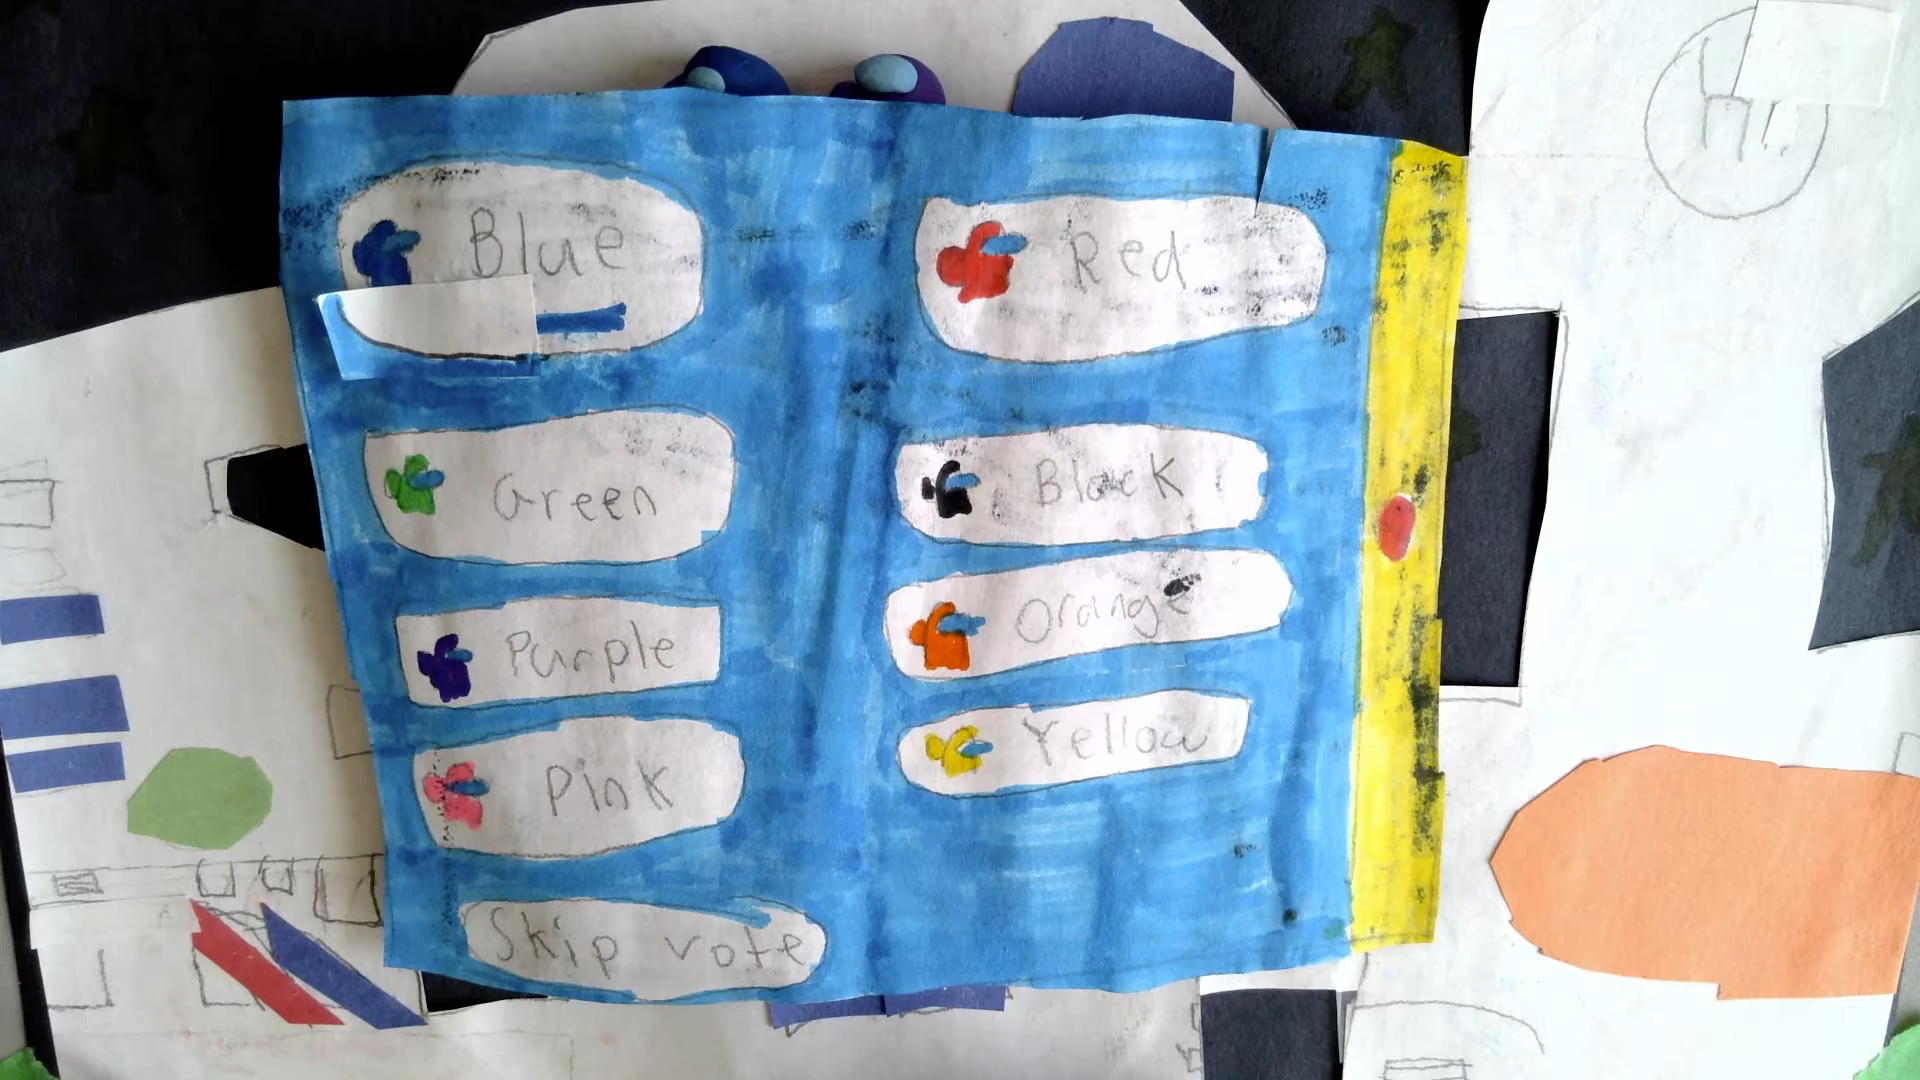 Blue
Red
Green
Black
Purple
Orange
Pink
Yellow
Skip vote